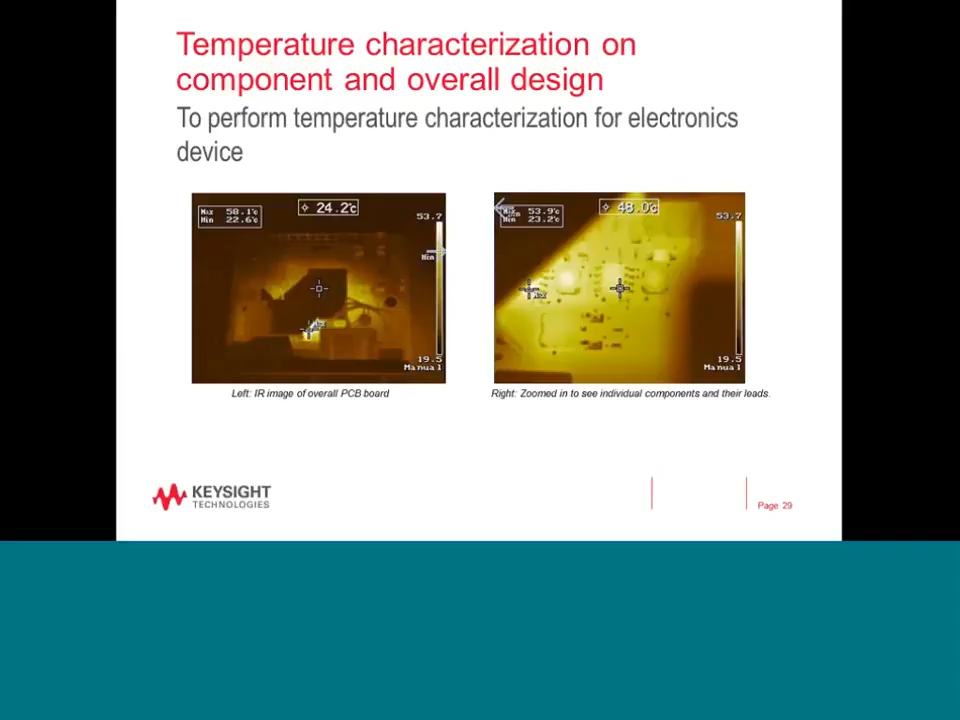 Temperature characterization on
component and overall design
To perform temperature characterization for electronics
device
Max 58.1°c
Min 22.6°c
24.2°c
53.7
Min
Max
19.5
Manual
Max 53.9°c
Min 23.2°c
48.0°c
53.7
Max
19.5
Manual
Left: IR image of overall PCB board
Right: Zoomed in to see individual components and their leads.
KEYSIGHT
TECHNOLOGIES
Page 29